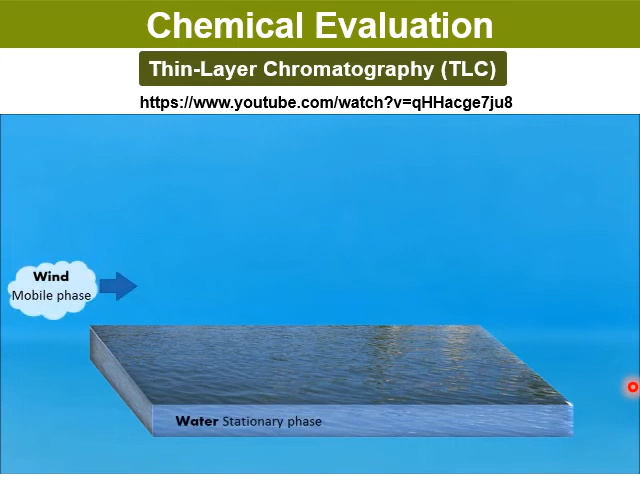 Chemical Evaluation
Thin-Layer Chromatography (TLC)
https://www.youtube.com/watch?v=qHHacge7ju8
Wind
Mobile phase
Water Stationary phase